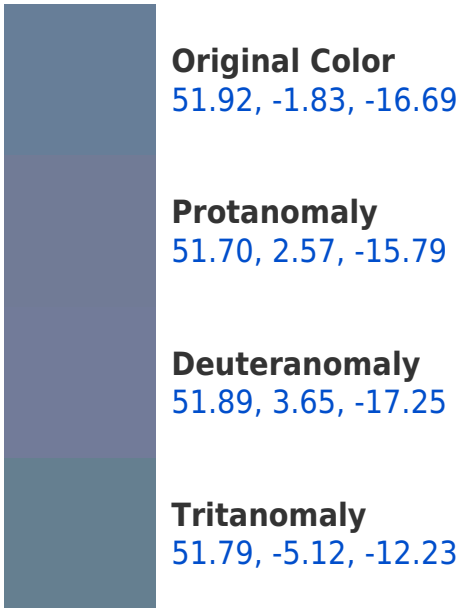 Original Color
51.92, -1.83, -16.69
Protanomaly
51.70, 2.57, -15.79
Deuteranomaly
51.89, 3.65, -17.25
Tritanomaly
51.79, -5.12, -12.23